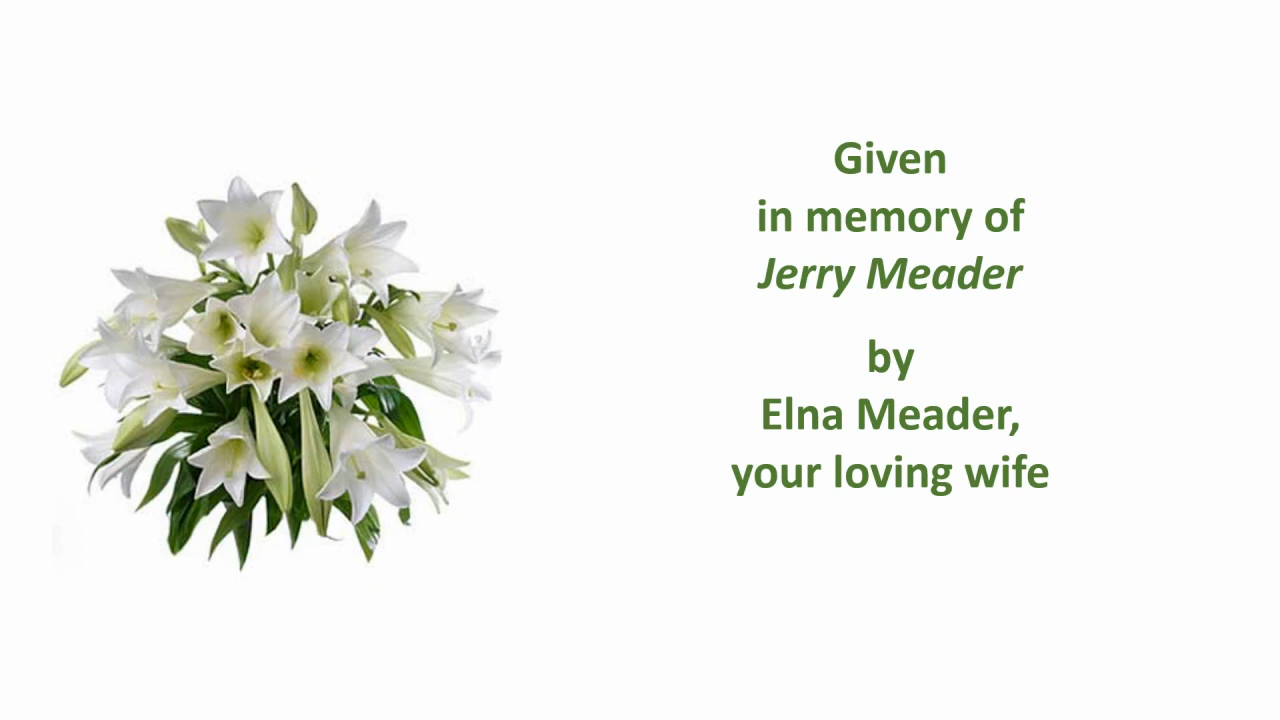 Given
in memory of
Jerry Meader
by
Elna Meader,
your loving wife